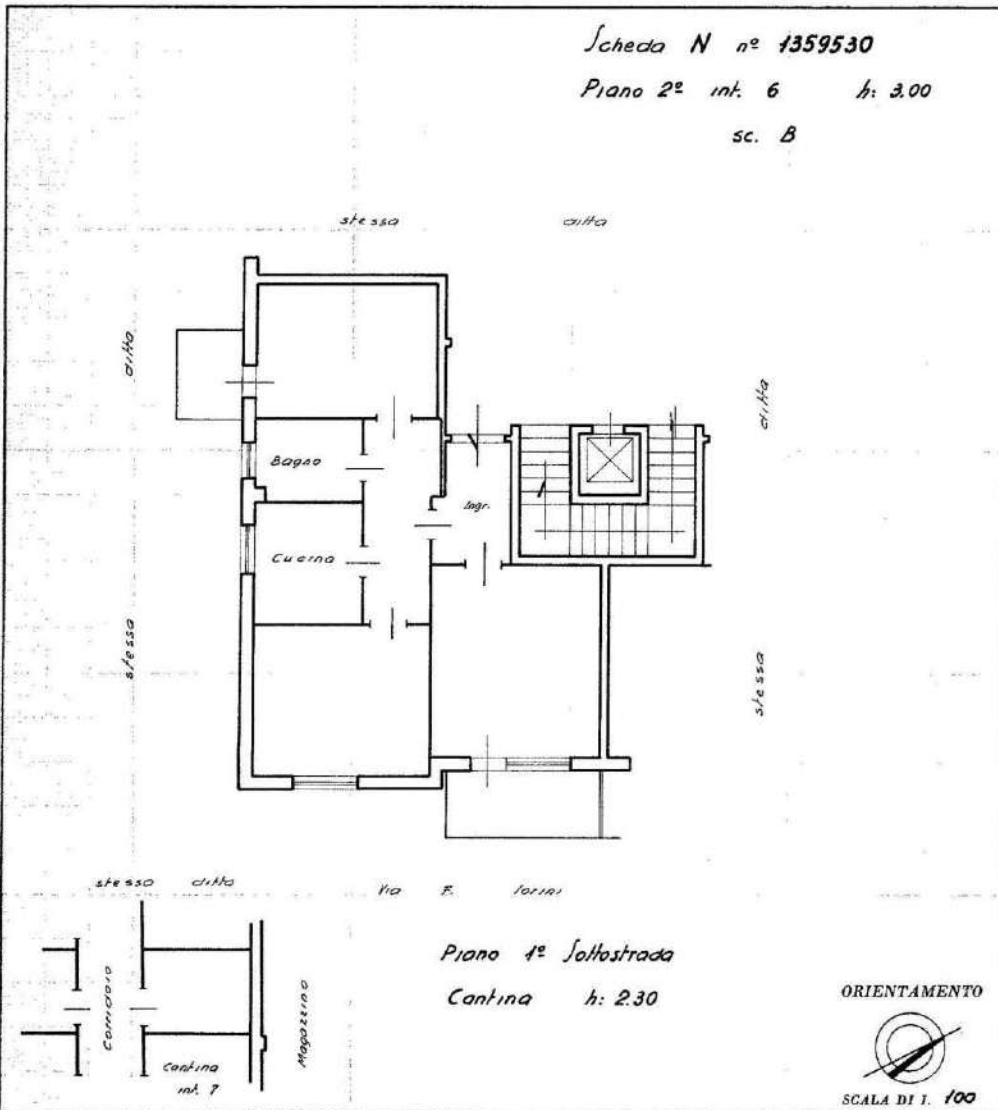 Scheda N nº 1359530
Piano 2º int. 6 h: 3.00
sc. B
stessa ditta
ditta
ditta
Bagno
Ingr.
Cucina
stessa
stessa
stesso ditta
Via F.
Piano 1º Sottostrada
Cantina h: 2.30
Corridoio
Magazzino
Cantina
int. 7
ORIENTAMENTO
SCALA DI 1. 100